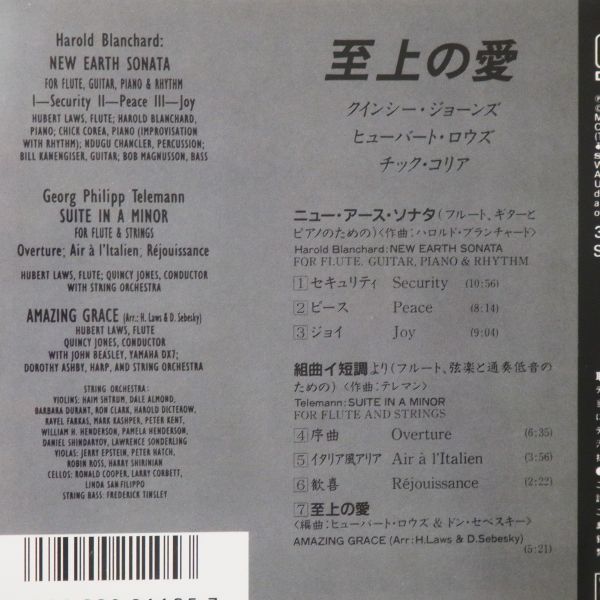 Harold Blanchard:
NEW EARTH SONATA
FOR FLUTE, GUITAR, PIANO & RHYTHM
I—Security II—Peace III—Joy
HUBERT LAWS, FLUTE; HAROLD BLANCHARD,
PIANO; CHICK COREA, PIANO (IMPROVISATION
WITH RHYTHM); NDUGU CHANCLER, PERCUSSION;
BILL KANENGISER, GUITAR; BOB MAGNUSSON, BASS
Georg Philipp Telemann
SUITE IN A MINOR
FOR FLUTE & STRINGS
Overture; Air à l'Italien; Réjouissance
HUBERT LAWS, FLUTE; QUINCY JONES, CONDUCTOR
WITH STRING ORCHESTRA
AMAZING GRACE (Arr.: H. Laws & D. Sebesky)
HUBERT LAWS, FLUTE
QUINCY JONES, CONDUCTOR
WITH JOHN BEASLEY, YAMAHA DX7;
DOROTHY ASHBY, HARP, AND STRING ORCHESTRA
STRING ORCHESTRA:
VIOLINS: HAIM SHTRUM, DALE ALMOND,
BARBARA DURANT, RON CLARK, HAROLD DICTEROW,
RAVEL FARKAS, MARK KASHPER, PETER KENT,
WILLIAM H. HENDERSON, PAMELA HENDERSON,
DANIEL SHINDARYOV, LAWRENCE SONDERLING
VIOLAS: JERRY EPSTEIN, PETER HATCH,
ROBIN ROSS, HARRY SHIRINIAN
CELLOS: RONALD COOPER, LARRY CORBETT,
LINDA SAN FILIPPO
STRING BASS: FREDERICK TINSLEY
至上の愛
クインシー・ジョーンズ
ヒューバート・ロウズ
チック・コリア
ニュー・アース・ソナタ(フルート、ギターと
ピアノのための)〈作曲:ハロルド・ブランチャード〉
Harold Blanchard: NEW EARTH SONATA
FOR FLUTE, GUITAR, PIANO & RHYTHM
1 セキュリティ Security (10:56)
2 ピース Peace (8:14)
3 ジョイ Joy (9:04)
組曲イ短調より(フルート、弦楽と通奏低音の
ための)〈作曲:テレマン〉
Telemann: SUITE IN A MINOR
FOR FLUTE AND STRINGS
4 序曲 Overture (6:35)
5 イタリア風アリア Air à l'Italien (3:56)
6 歓喜 Réjouissance (2:22)
7 至上の愛
〈編曲:ヒューバート・ロウズ & ドン・セベスキー〉
AMAZING GRACE (Arr: H.Laws & D.Sebesky)
(5:21)